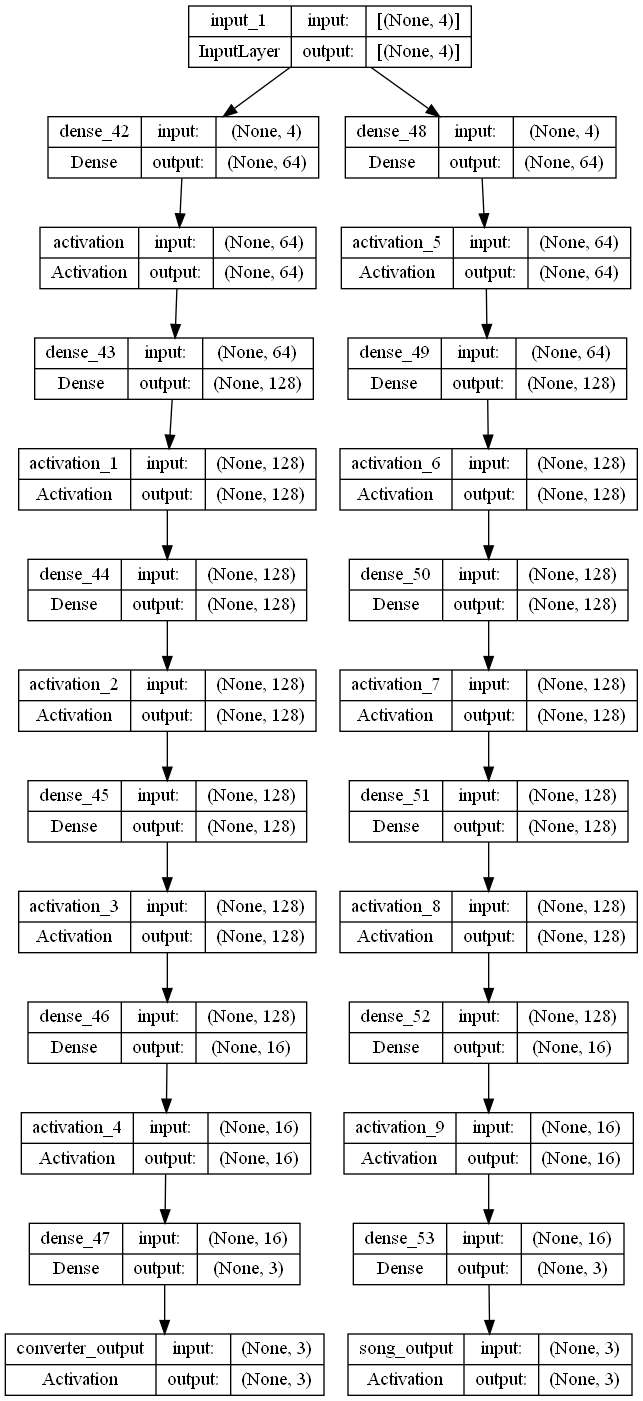 input_1 input: [(None, 4)]
InputLayer output: [(None, 4)]
dense_42 input: (None, 4)
Dense output: (None, 64)
dense_48 input: (None, 4)
Dense output: (None, 64)
activation input: (None, 64)
Activation output: (None, 64)
activation_5 input: (None, 64)
Activation output: (None, 64)
dense_43 input: (None, 64)
Dense output: (None, 128)
dense_49 input: (None, 64)
Dense output: (None, 128)
activation_1 input: (None, 128)
Activation output: (None, 128)
activation_6 input: (None, 128)
Activation output: (None, 128)
dense_44 input: (None, 128)
Dense output: (None, 128)
dense_50 input: (None, 128)
Dense output: (None, 128)
activation_2 input: (None, 128)
Activation output: (None, 128)
activation_7 input: (None, 128)
Activation output: (None, 128)
dense_45 input: (None, 128)
Dense output: (None, 128)
dense_51 input: (None, 128)
Dense output: (None, 128)
activation_3 input: (None, 128)
Activation output: (None, 128)
activation_8 input: (None, 128)
Activation output: (None, 128)
dense_46 input: (None, 128)
Dense output: (None, 16)
dense_52 input: (None, 128)
Dense output: (None, 16)
activation_4 input: (None, 16)
Activation output: (None, 16)
activation_9 input: (None, 16)
Activation output: (None, 16)
dense_47 input: (None, 16)
Dense output: (None, 3)
dense_53 input: (None, 16)
Dense output: (None, 3)
converter_output input: (None, 3)
Activation output: (None, 3)
song_output input: (None, 3)
Activation output: (None, 3)